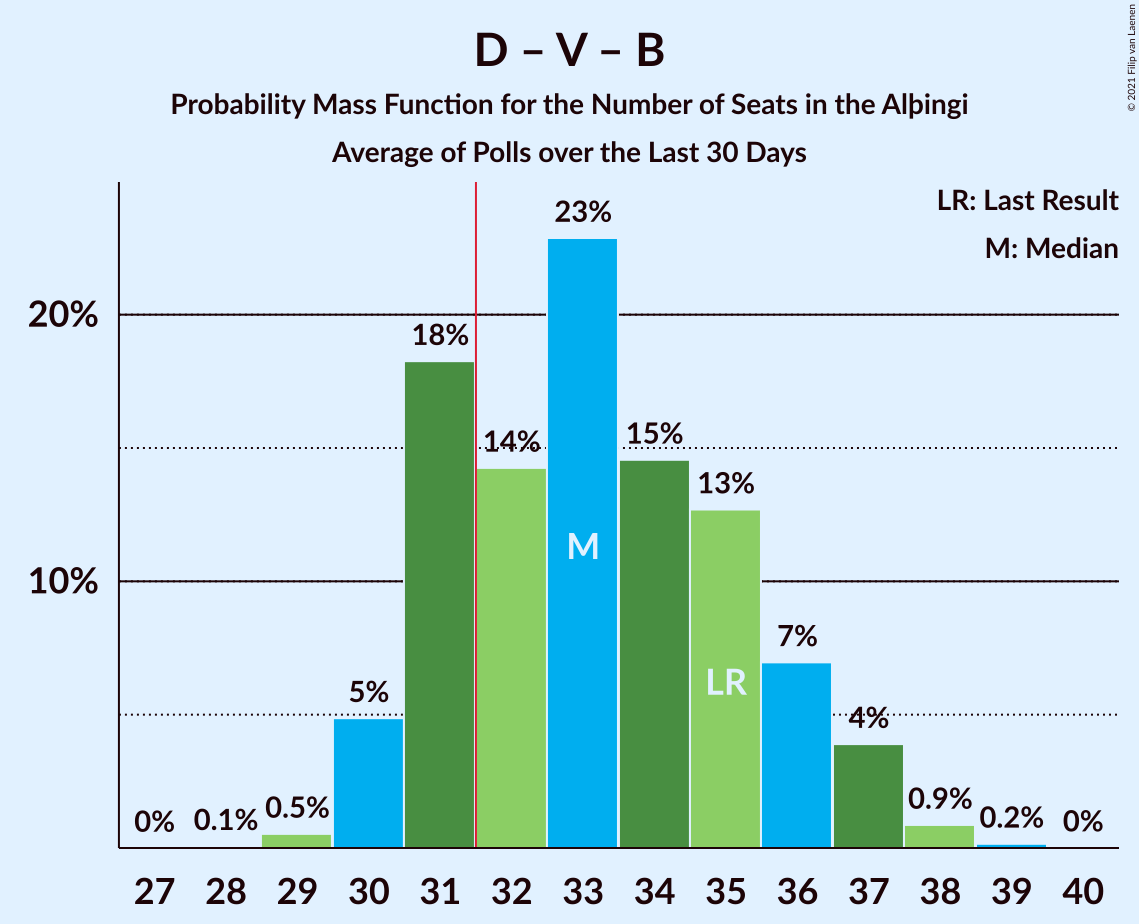 D – V – B
Probability Mass Function for the Number of Seats in the Alþingi
Average of Polls over the Last 30 Days
© 2021 Filip van Laenen
LR: Last Result
M: Median
20%
10%
0%
0.1%
0.5%
5%
18%
14%
23%
15%
13%
7%
4%
0.9%
0.2%
0%
M
LR
27 28 29 30 31 32 33 34 35 36 37 38 39 40